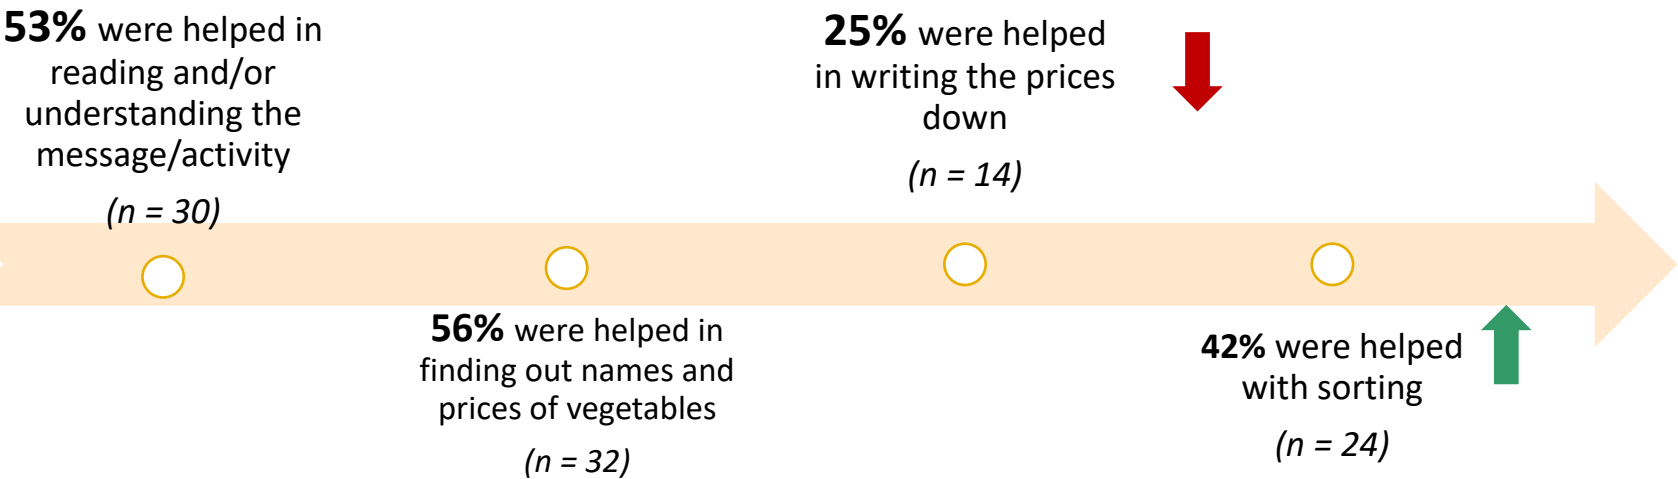 53% were helped in
reading and/or
understanding the
message/activity
(n = 30)
56% were helped in
finding out names and
prices of vegetables
(n = 32)
25% were helped
in writing the prices
down
(n = 14)
42% were helped
with sorting
(n = 24)